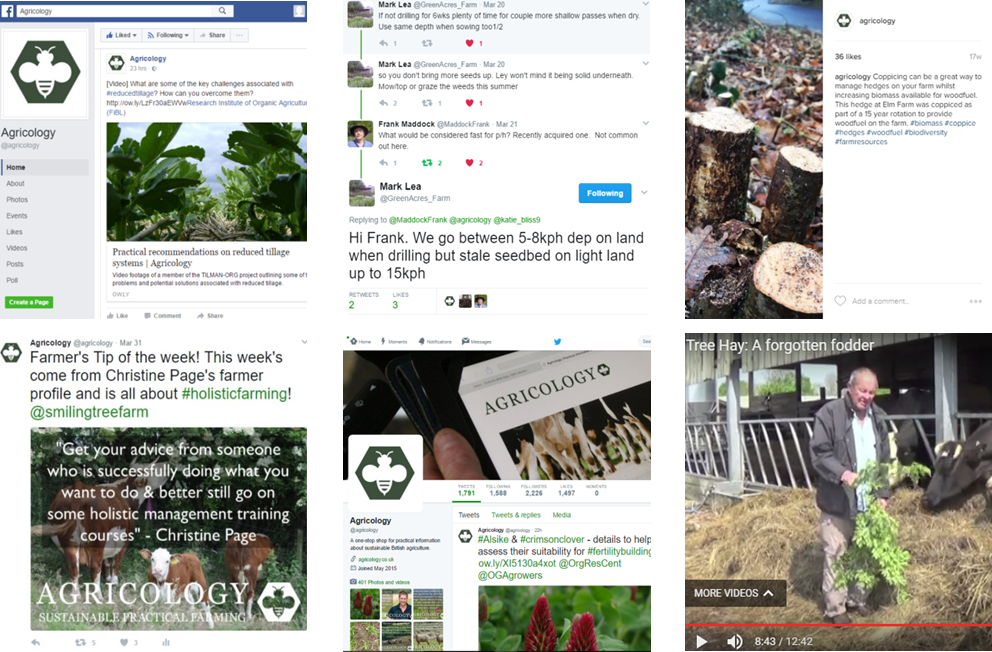 Agricology
Liked
Following
Share
Agricology
23 hrs
[Video] What are some of the key challenges associated with
#reducedtillage? How can you overcome them?
http://ow.ly/LzFr30aEWVwResearch Institute of Organic Agricultu
(FiBL)
Agricology
@agricology
Home
About
Photos
Events
Likes
Videos
Posts
Poll
Create a Page
Practical recommendations on reduced tillage
systems | Agricology
Video footage of a member of the TILMAN-ORG project outlining some of t
problems and potential solutions associated with reduced tillage.
OWLY
Like Comment Share
Mark Lea @GreenAcres_Farm · Mar 20
If not drilling for 6wks plenty of time for couple more shallow passes when dry.
Use same depth when sowing too1/2
1 1
Mark Lea @GreenAcres_Farm · Mar 20
so you don't bring more seeds up. Ley won't mind it being solid underneath.
Mow/top or graze the weeds this summer
2 1 1
Frank Maddock @MaddockFrank · Mar 21
What would be considered fast for p/h? Recently acquired one. Not common
out here.
1 2 2
Mark Lea
@GreenAcres_Farm
Following
Replying to @MaddockFrank @agricology @katie_bliss9
Hi Frank. We go between 5-8kph dep on land
when drilling but stale seedbed on light land
up to 15kph
RETWEETS LIKES
2 3
agricology
36 likes 17w
agricology Coppicing can be a great way to
manage hedges on your farm whilst
increasing biomass available for woodfuel.
This hedge at Elm Farm was coppiced as
part of a 15 year rotation to provide
woodfuel on the farm. #biomass #coppice
#hedges #woodfuel #biodiversity
#farmresources
Add a comment...
Agricology @agricology · Mar 31
Farmer's Tip of the week! This week's
come from Christine Page's farmer
profile and is all about #holisticfarming!
@smilingtreefarm
"Get your advice from someone
who is successfully doing what you
want to do & better still go on
some holistic management training
courses" - Christine Page
AGRICOLOGY
SUSTAINABLE PRACTICAL FARMING
5 3
Home Moments Notifications Messages
AGRICOLOGY
TWEETS FOLLOWING FOLLOWERS LIKES MOMENTS
1,791 1,588 2,226 1,497 0
Agricology
@agricology
A one-stop shop for practical information
about sustainable British agriculture.
agricology.co.uk
Joined May 2015
401 Photos and videos
Tweets Tweets & replies Media
Agricology @agricology · 22h
#Alsike & #crimsonclover - details to help
assess their suitability for #fertilitybuilding
ow.ly/XI5130a4xot @OrgResCent
@OGAgrowers
Tree Hay: A forgotten fodder
MORE VIDEOS
8:43 / 12:42